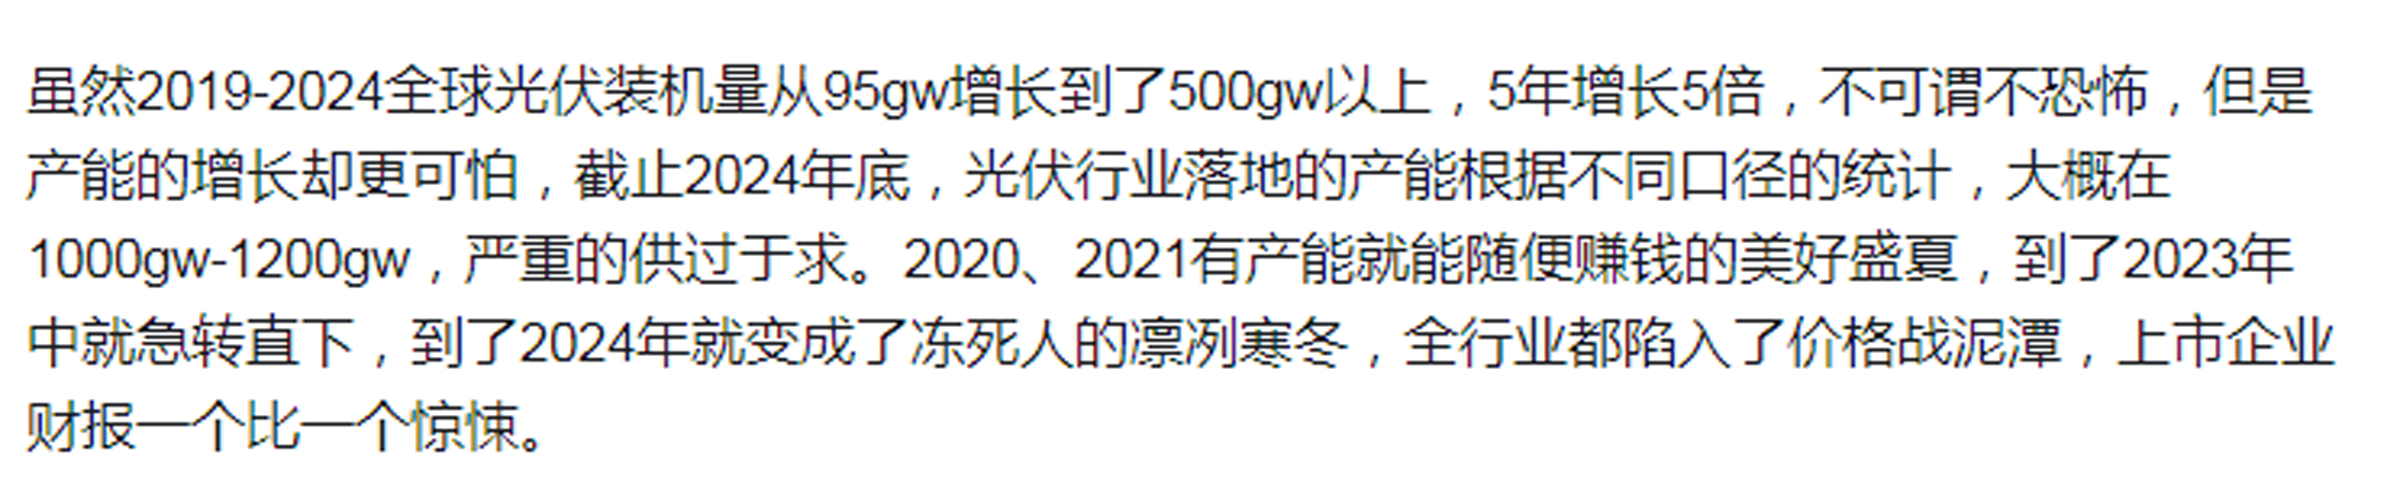 虽然2019-2024全球光伏装机量从95gw增长到了500gw以上，5年增长5倍，不可谓不恐怖，但是
产能的增长却更可怕，截止2024年底，光伏行业落地的产能根据不同口径的统计，大概在
1000gw-1200gw，严重的供过于求。2020、2021有产能就能随便赚钱的美好盛夏，到了2023年
中就急转直下，到了2024年就变成了冻死人的凛冽寒冬，全行业都陷入了价格战泥潭，上市企业
财报一个比一个惊悚。